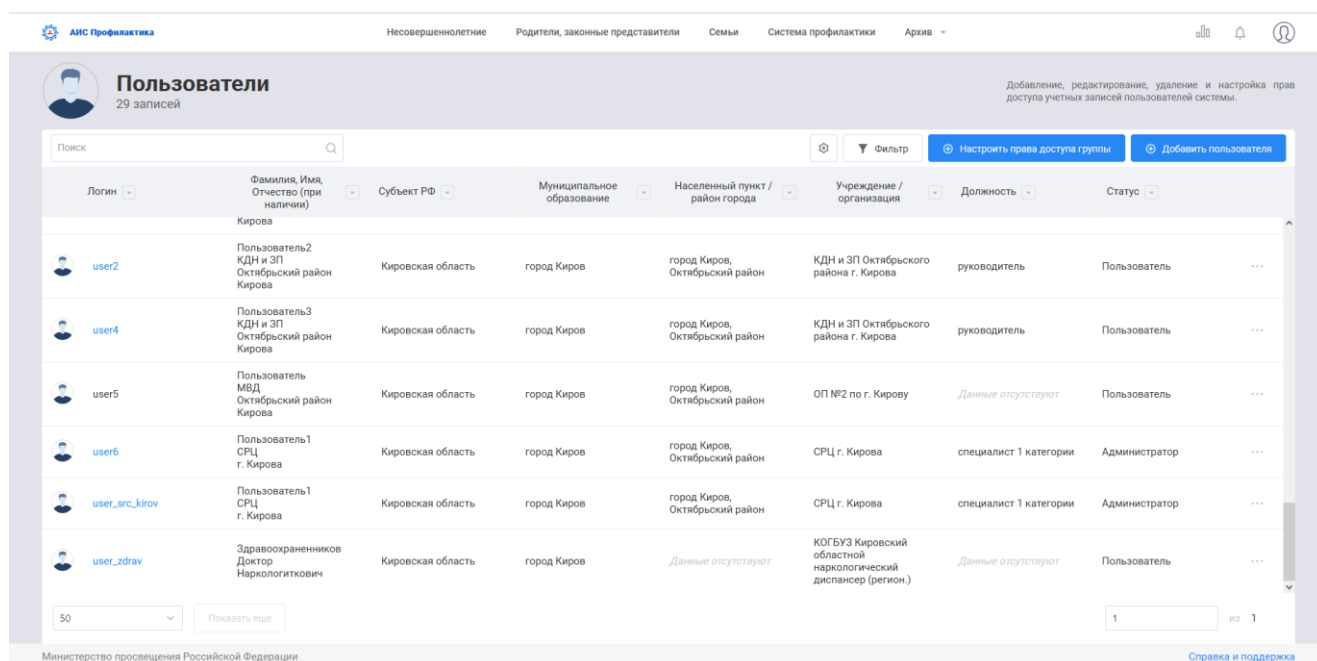 АИС Профилактика
Несовершеннолетние
Родители, законные представители
Семьи
Система профилактики
Архив
Пользователи
29 записей
Добавление, редактирование, удаление и настройка прав
доступа учетных записей пользователей системы.
Поиск
Фильтр
Настроить права доступа группы
Добавить пользователя
Логин
Фамилия, Имя,
Отчество (при
наличии)
Субъект РФ
Муниципальное
образование
Населенный пункт /
район города
Учреждение /
организация
Должность
Статус
Кирова
user2
Пользователь2
КДН и ЗП
Октябрьский район
Кирова
Кировская область
город Киров
город Киров,
Октябрьский район
КДН и ЗП Октябрьского
района г. Кирова
руководитель
Пользователь
user4
Пользователь3
КДН и ЗП
Октябрьский район
Кирова
Кировская область
город Киров
город Киров,
Октябрьский район
КДН и ЗП Октябрьского
района г. Кирова
руководитель
Пользователь
user5
Пользователь
МВД
Октябрьский район
Кирова
Кировская область
город Киров
город Киров,
Октябрьский район
ОП №2 по г. Кирову
Данные отсутствуют
Пользователь
user6
Пользователь1
СРЦ
г. Кирова
Кировская область
город Киров
город Киров,
Октябрьский район
СРЦ г. Кирова
специалист 1 категории
Администратор
user_src_kirov
Пользователь1
СРЦ
г. Кирова
Кировская область
город Киров
город Киров,
Октябрьский район
СРЦ г. Кирова
специалист 1 категории
Администратор
user_zdrav
Здравоохраненников
Доктор
Наркологиткович
Кировская область
город Киров
Данные отсутствуют
КОГБУЗ Кировский
областной
наркологический
диспансер (регион.)
Данные отсутствуют
Пользователь
50
Показать еще
1
из 1
Министерство просвещения Российской Федерации
Справка и поддержка